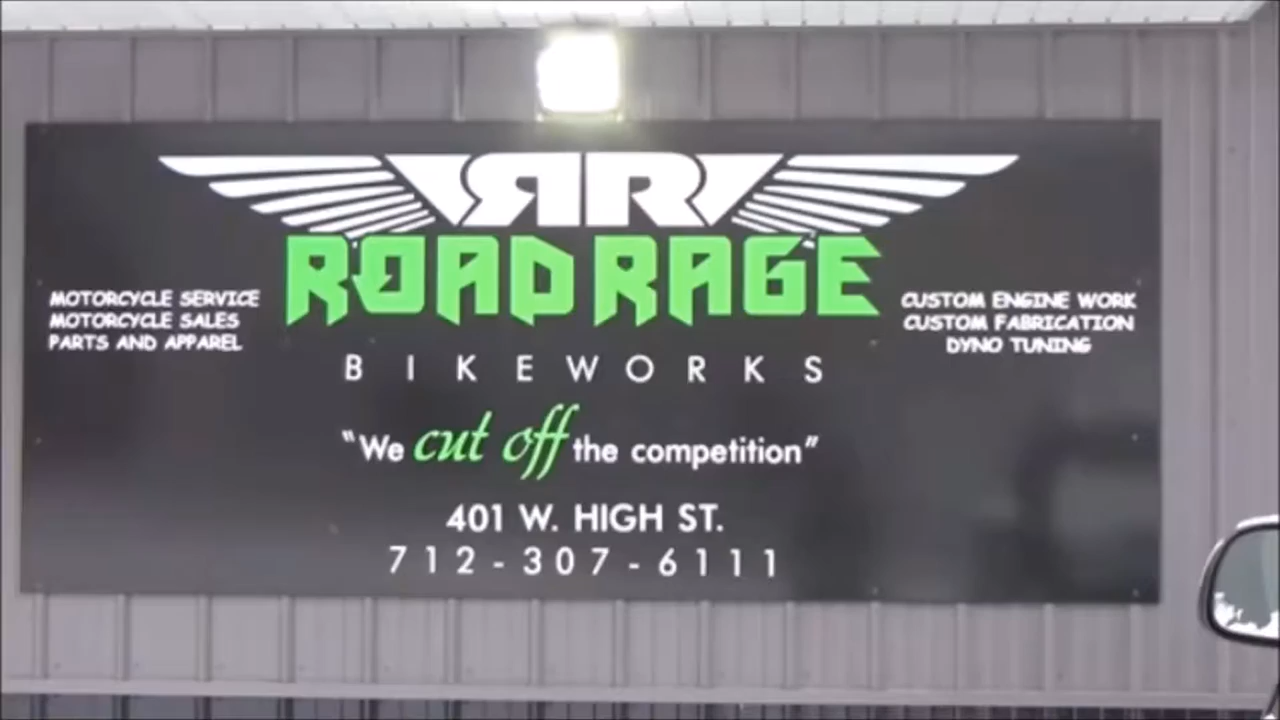 RR
ROAD RAGE
MOTORCYCLE SERVICE
MOTORCYCLE SALES
PARTS AND APPAREL
CUSTOM ENGINE WORK
CUSTOM FABRICATION
DYNO TUNING
BIKEWORKS
"We cut off the competition"
401 W. HIGH ST.
712-307-6111